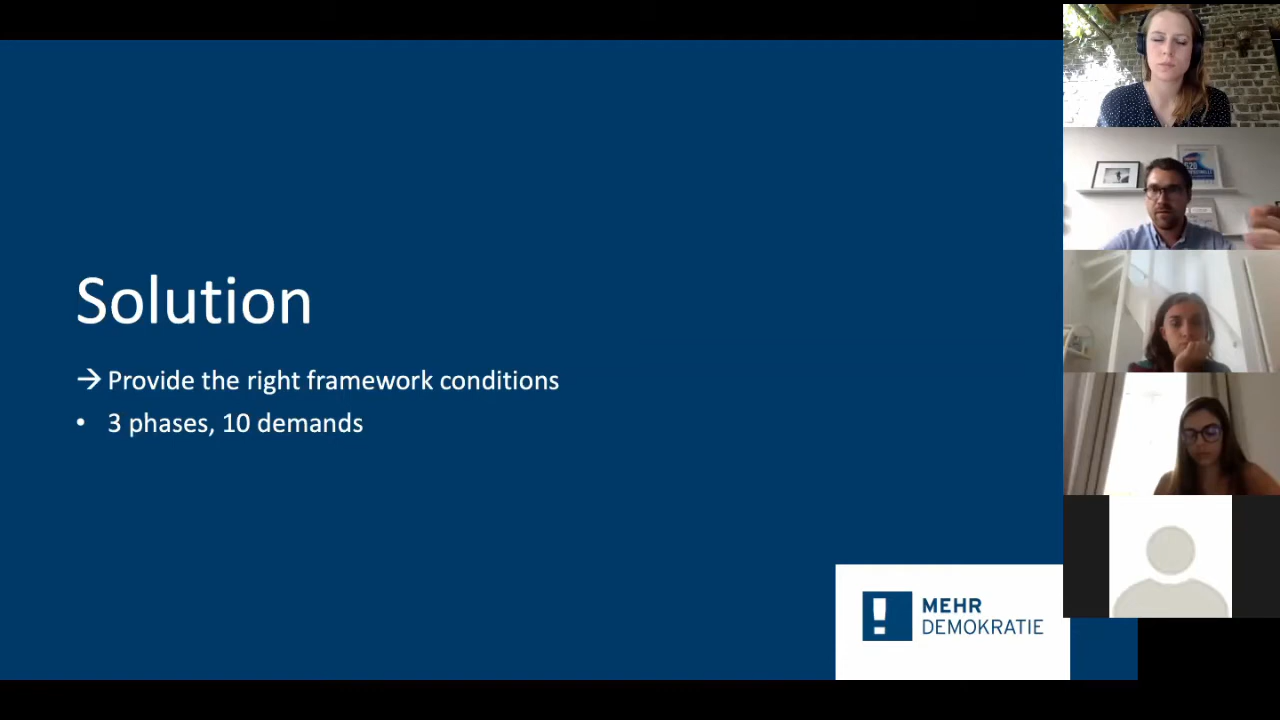 Solution
→ Provide the right framework conditions
• 3 phases, 10 demands
MEHR
DEMOKRATIE